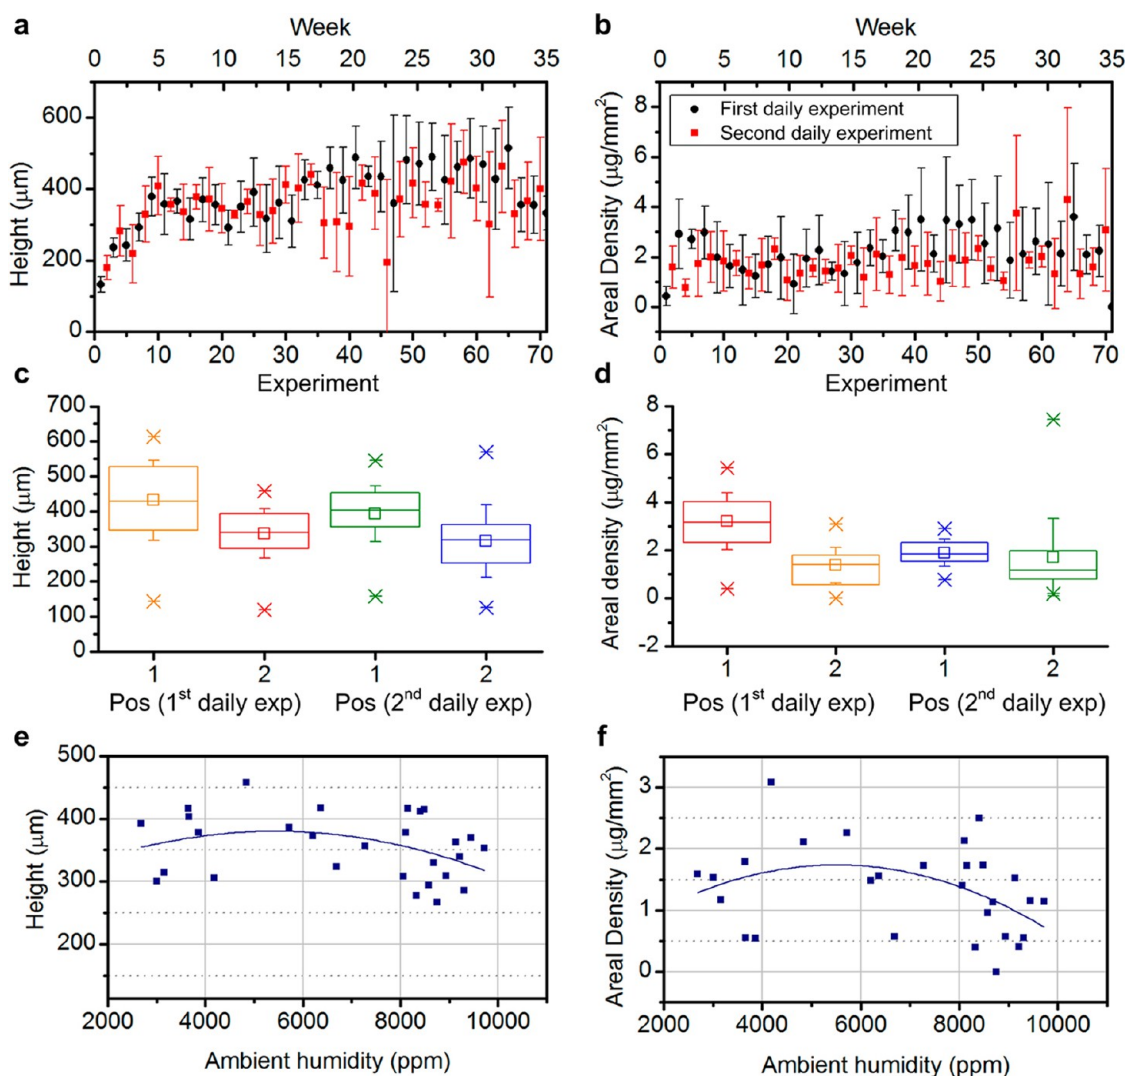 a
Week
0 5 10 15 20 25 30 35
Height (μm)
600
400
200
0
0 10 20 30 40 50 60 70
Experiment
b
Week
0 5 10 15 20 25 30 35
First daily experiment
Second daily experiment
Areal Density (μg/mm²)
8
6
4
2
0
0 10 20 30 40 50 60 70
Experiment
c
Height (μm)
700
600
500
400
300
200
100
0
1 2 1 2
Pos (1st daily exp) Pos (2nd daily exp)
d
Areal density (μg/mm²)
8
6
4
2
0
-2
1 2 1 2
Pos (1st daily exp) Pos (2nd daily exp)
e
Height (μm)
500
400
300
200
2000 4000 6000 8000 10000
Ambient humidity (ppm)
f
Areal Density (μg/mm²)
3
2
1
0
2000 4000 6000 8000 10000
Ambient humidity (ppm)